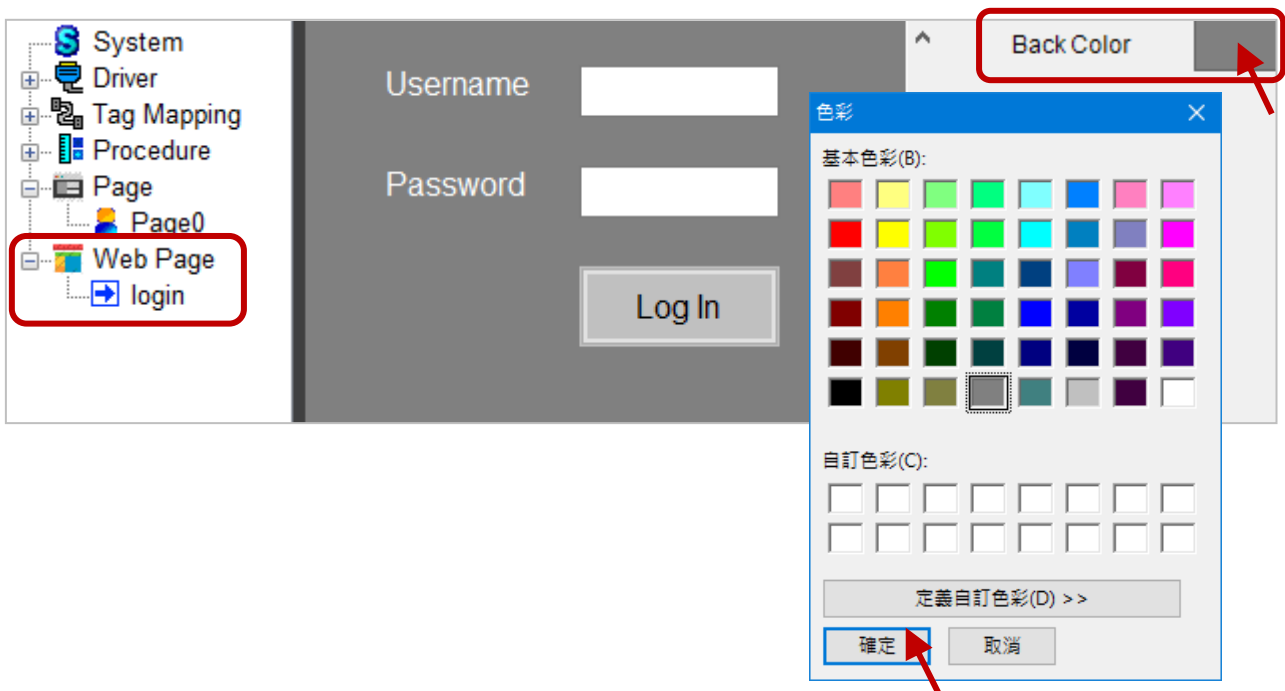 System
Driver
Tag Mapping
Procedure
Page
Page0
Web Page
login
Username
Password
Log In
Back Color
色彩
基本色彩(B):
自訂色彩(C):
定義自訂色彩(D) >>
確定
取消